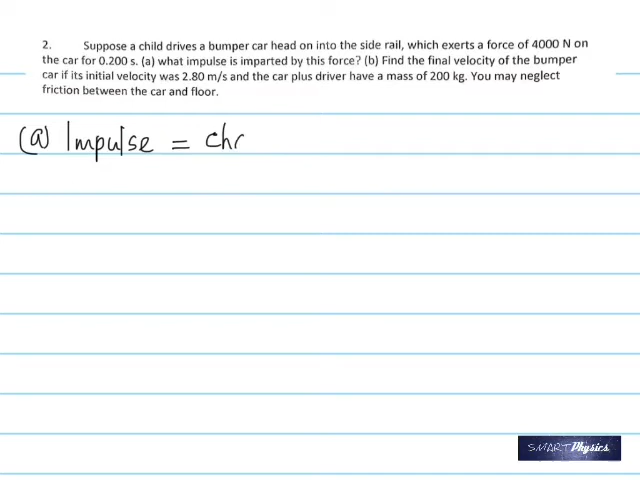 2. Suppose a child drives a bumper car head on into the side rail, which exerts a force of 4000 N on
the car for 0.200 s. (a) what impulse is imparted by this force? (b) Find the final velocity of the bumper
car if its initial velocity was 2.80 m/s and the car plus driver have a mass of 200 kg. You may neglect
friction between the car and floor.
(a) Impulse = cha
SMART Physics